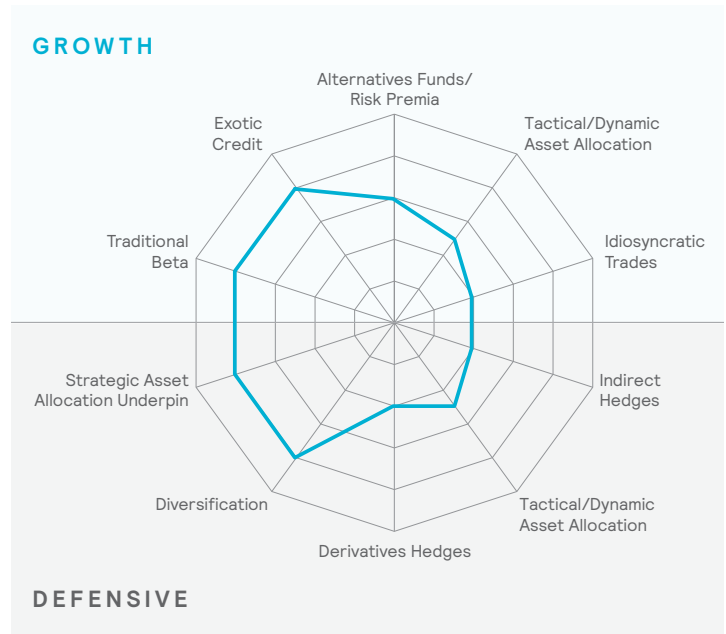 GROWTH
Alternatives Funds/
Risk Premia
Exotic
Credit
Tactical/Dynamic
Asset Allocation
Traditional
Beta
Idiosyncratic
Trades
Strategic Asset
Allocation Underpin
Indirect
Hedges
Diversification
Tactical/Dynamic
Asset Allocation
Derivatives Hedges
DEFENSIVE